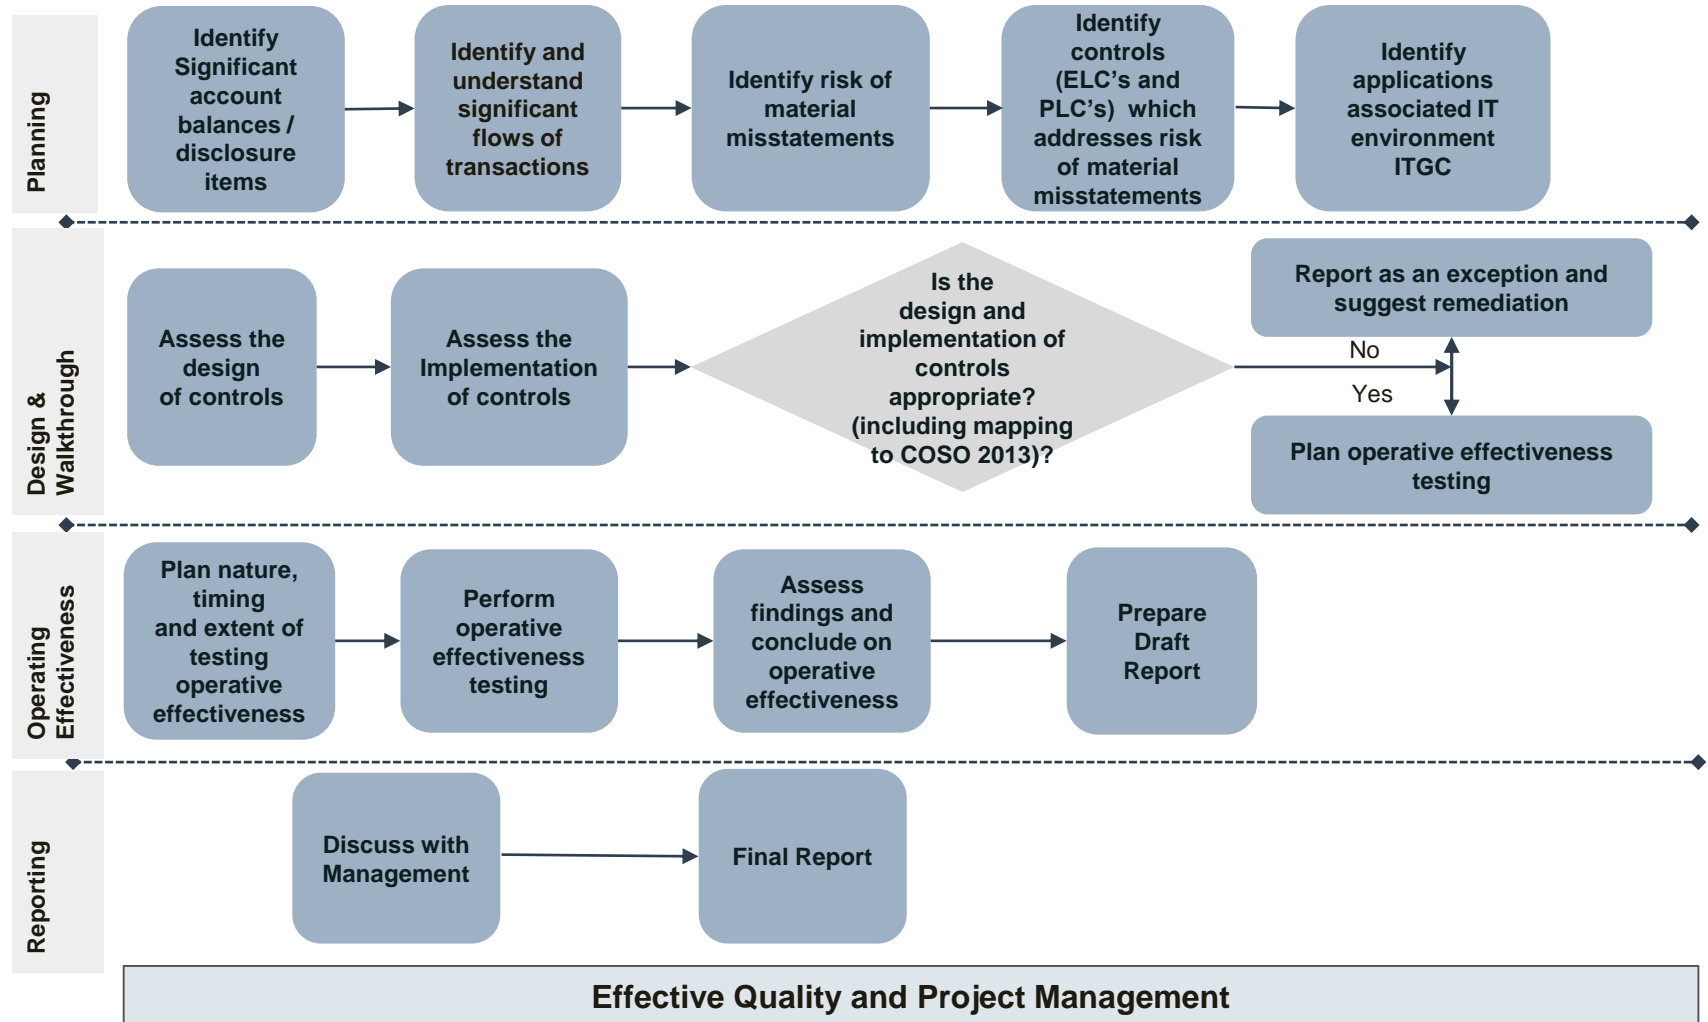 Planning
Identify
Significant
account
balances /
disclosure
items
Identify and
understand
significant
flows of
transactions
Identify risk of
material
misstatements
Identify
controls
(ELC’s and
PLC’s)  which
addresses risk
of material
misstatements
Identify
applications
associated IT
environment
ITGC
Design &
Walkthrough
Assess the
design
of controls
Assess the
Implementation
of controls
Is the
design and
implementation of
controls
appropriate?
(including mapping
to COSO 2013)?
No
Yes
Report as an exception and
suggest remediation
Plan operative effectiveness
testing
Operating
Effectiveness
Plan nature,
timing
and extent of
testing
operative
effectiveness
Perform
operative
effectiveness
testing
Assess
findings and
conclude on
operative
effectiveness
Prepare
Draft
Report
Reporting
Discuss with
Management
Final Report
Effective Quality and Project Management